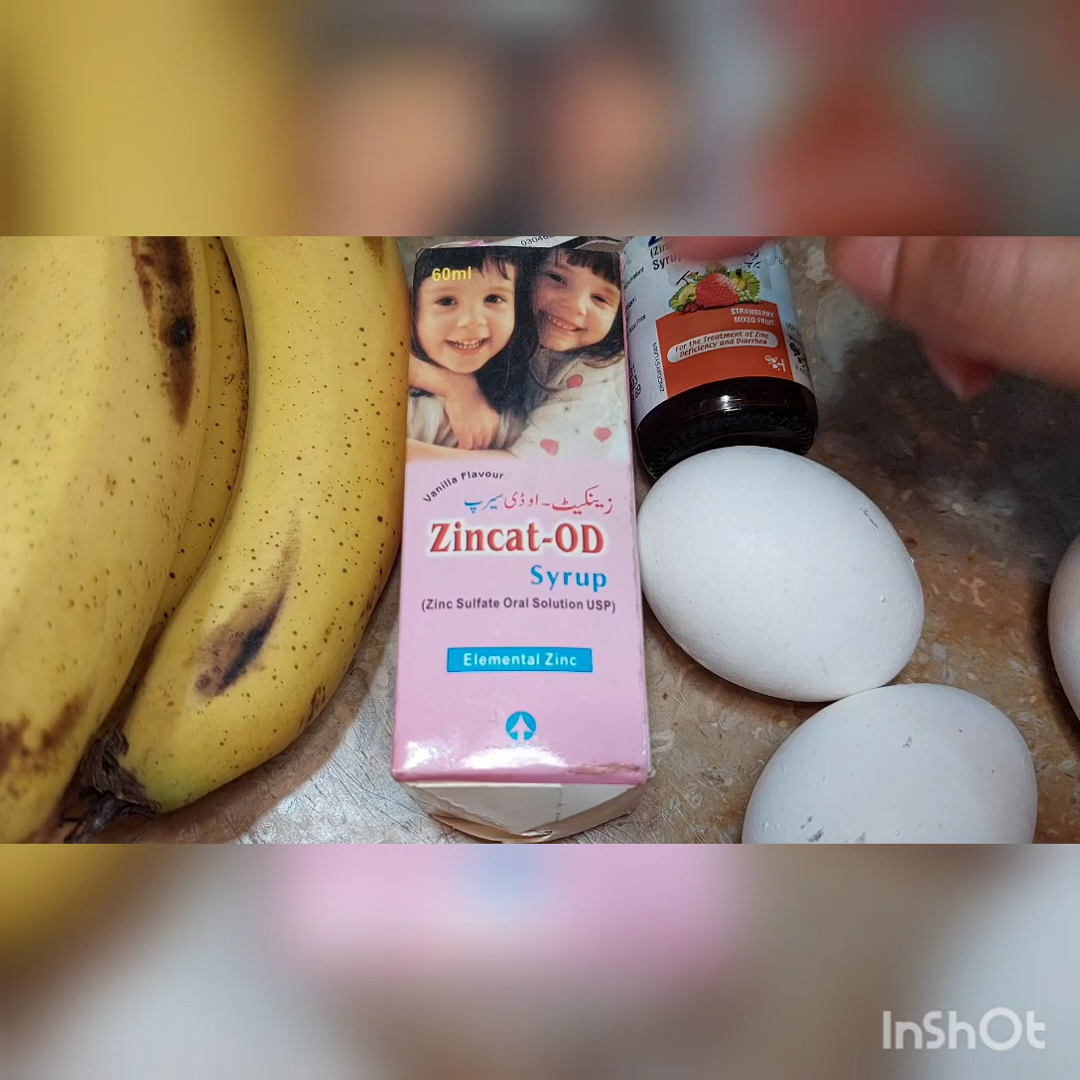 60ml
Vanilla Flavour
زینکیٹ - او ڈی سیرپ
Zincat-OD
Syrup
(Zinc Sulfate Oral Solution USP)
Elemental Zinc
Syrup
STRAWBERRY
MIXED FRUIT
For the Treatment of Zinc
Deficiency and Diarrhea
InShOt